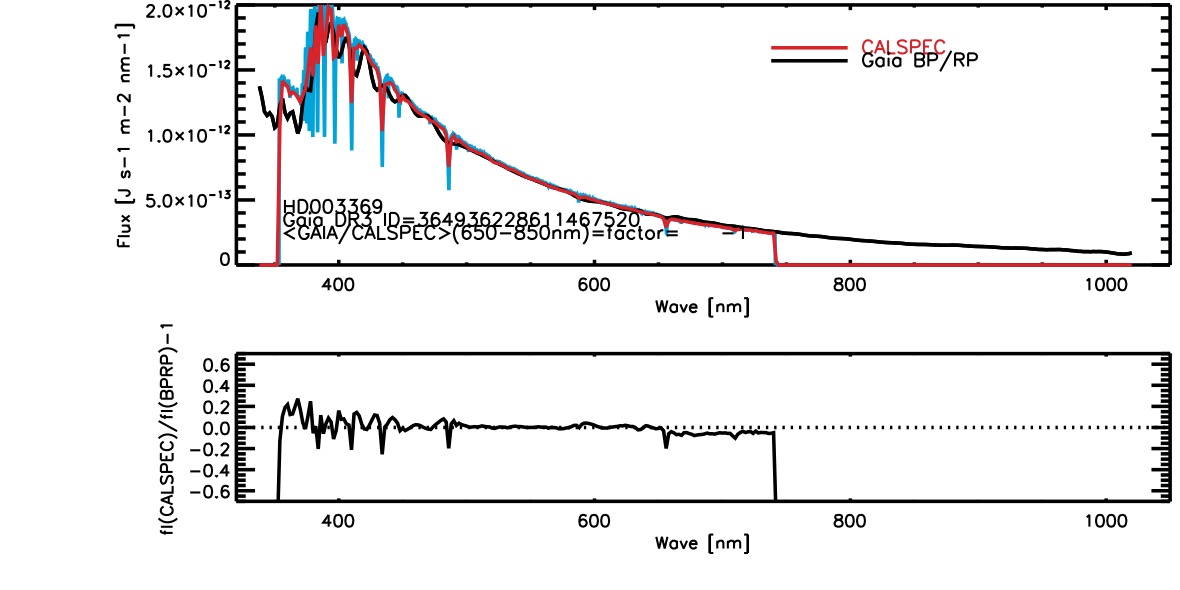 2.0×10−12
1.5×10−12
1.0×10−12
5.0×10−13
0
Flux [J s−1 m−2 nm−1]
CALSPEC
Gaia BP/RP
HD003369
Gaia DR3 ID=364936228611467520
<GAIA/CALSPEC>(650−850nm)=factor= −1
400 600 800 1000
Wave [nm]
0.6
0.4
0.2
0.0
−0.2
−0.4
−0.6
fl(CALSPEC)/fl(BPRP)−1
400 600 800 1000
Wave [nm]